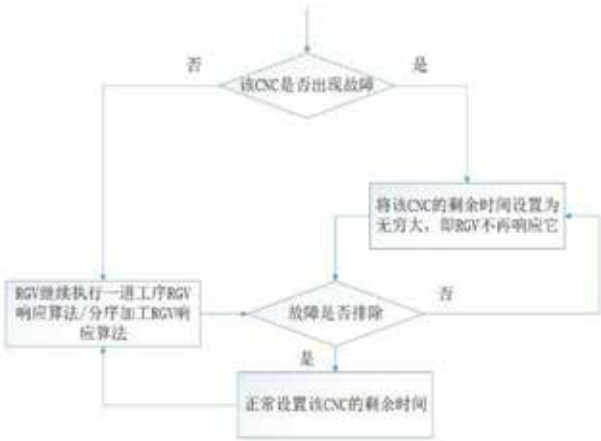 否
是
该CNC是否出现故障
将该CNC的剩余时间设置为
无穷大，即RGV不再响应它
RGV继续执行一道工序RGV
响应算法/分序加工RGV响
应算法
故障是否排除
否
是
正常设置该CNC的剩余时间